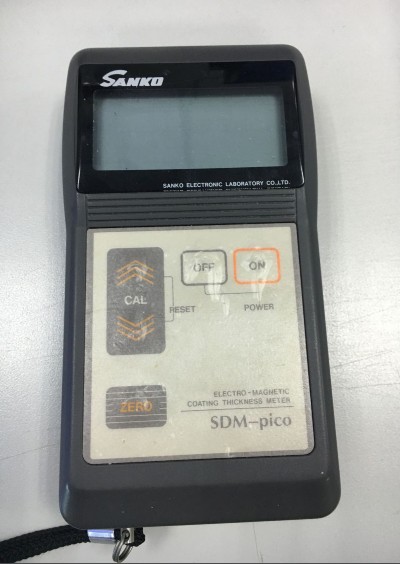 SANKO
SANKO ELECTRONIC LABORATORY CO.,LTD.
OFF
ON
CAL
RESET
POWER
ELECTRO-MAGNETIC
COATING THICKNESS METER
ZERO
SDM-pico